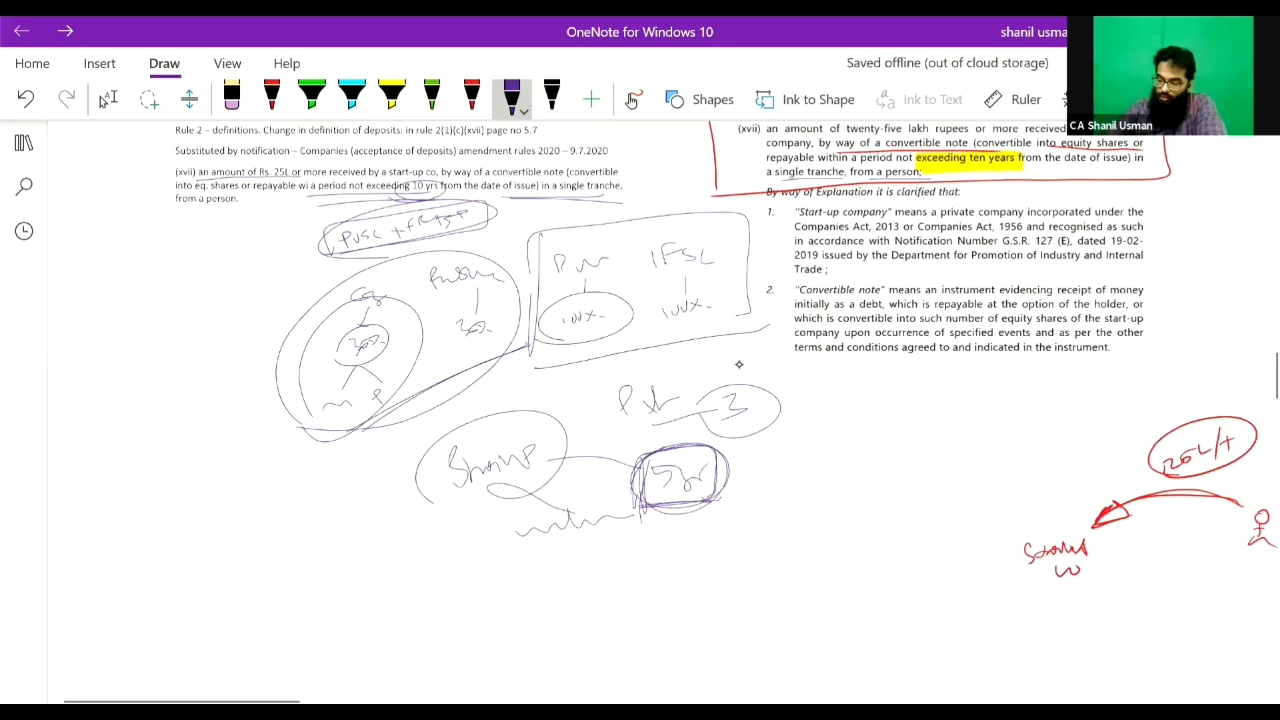 OneNote for Windows 10
shanil usma
Home Insert Draw View Help
Saved offline (out of cloud storage)
Shapes Ink to Shape Ink to Text Ruler
CA Shanil Usman
Rule 2 – definitions. Change in definition of deposits: in rule 2(1)(c)(xvii) page no 5.7
Substituted by notification – Companies (acceptance of deposits) amendment rules 2020 – 9.7.2020
(xvii) an amount of Rs. 25L or more received by a start-up co, by way of a convertible note (convertible
into eq. shares or repayable wi a period not exceeding 10 yrs from the date of issue) in a single tranche,
from a person.
(xvii) an amount of twenty-five lakh rupees or more received
company, by way of a convertible note (convertible into equity shares or
repayable within a period not exceeding ten years from the date of issue) in
a single tranche, from a person;
By way of Explanation it is clarified that:
1. "Start-up company" means a private company incorporated under the
Companies Act, 2013 or Companies Act, 1956 and recognised as such
in accordance with Notification Number G.S.R. 127 (E), dated 19-02-
2019 issued by the Department for Promotion of Industry and Internal
Trade ;
2. "Convertible note" means an instrument evidencing receipt of money
initially as a debt, which is repayable at the option of the holder, or
which is convertible into such number of equity shares of the start-up
company upon occurrence of specified events and as per the other
terms and conditions agreed to and indicated in the instrument.
IFSC
100%.
100%.
3
5yr
25L/+